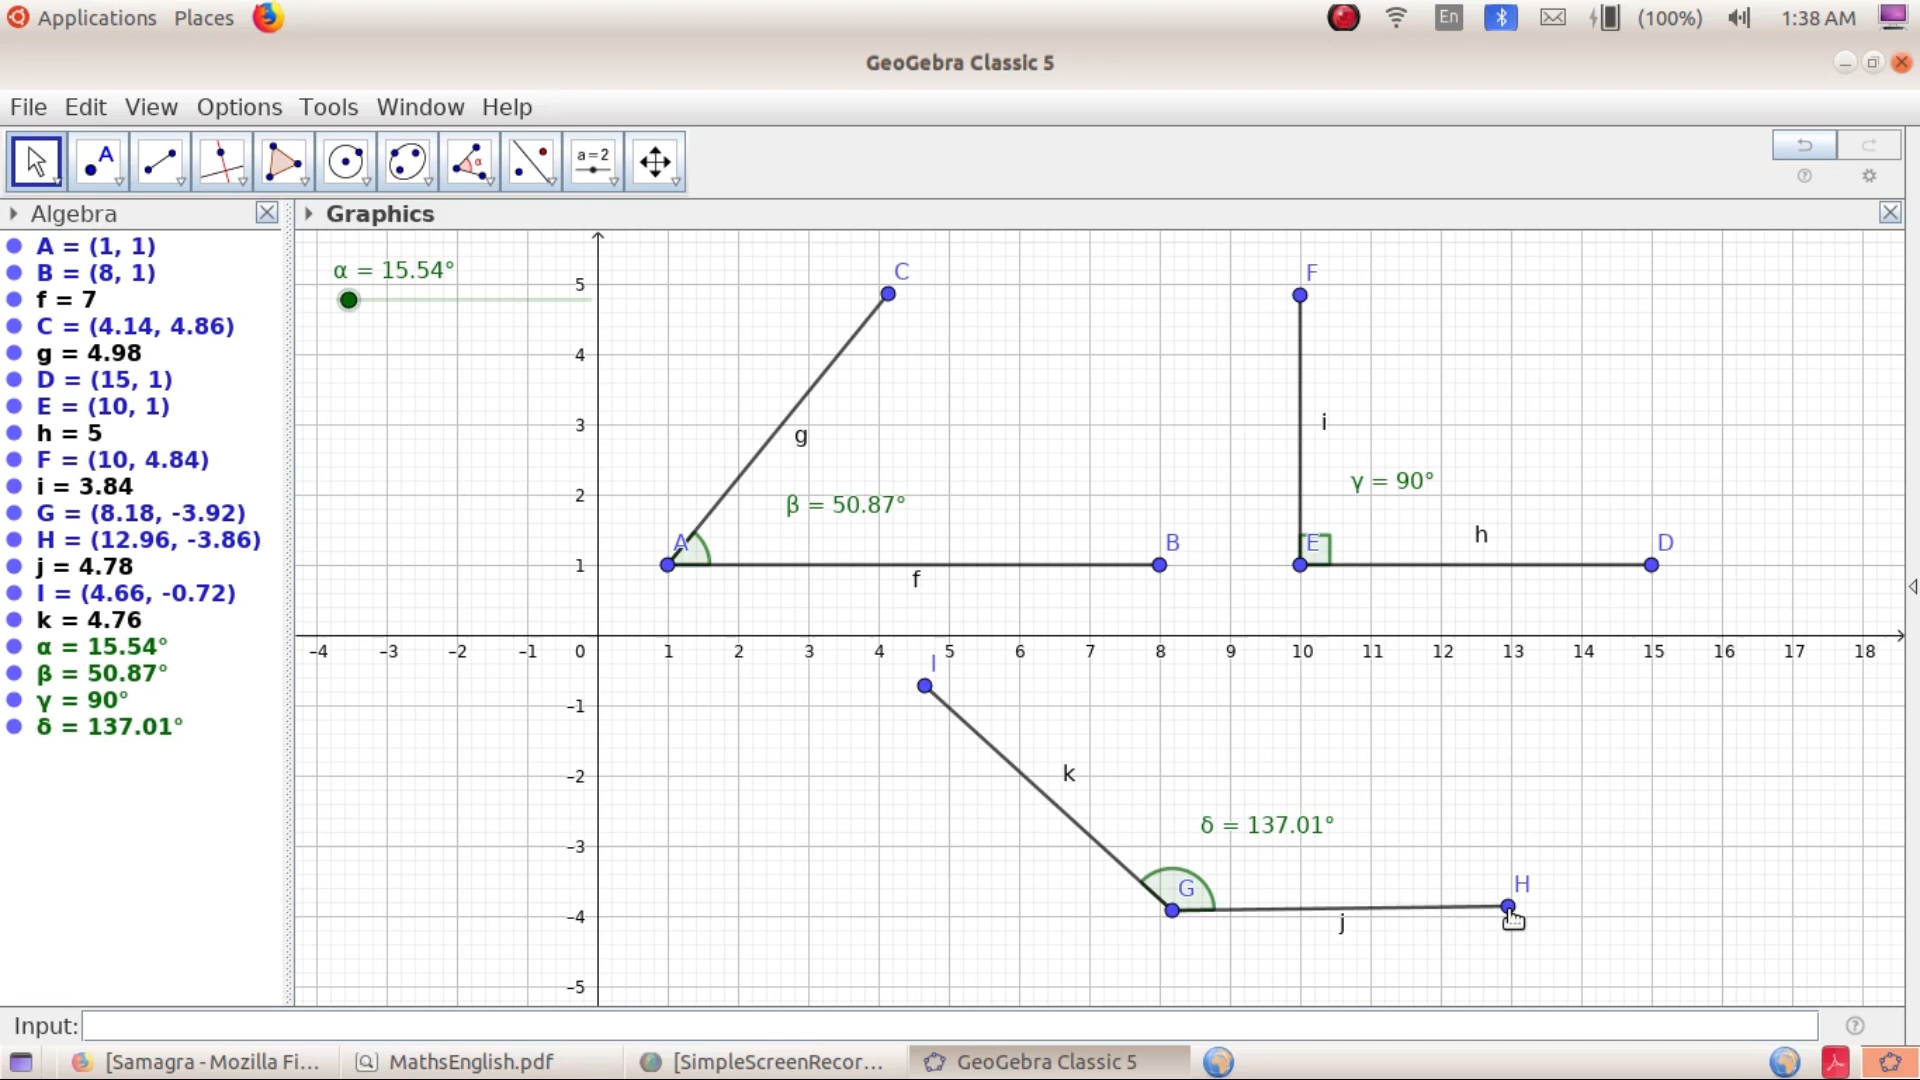 Applications Places
En (100%) 1:38 AM
GeoGebra Classic 5
File Edit View Options Tools Window Help
A
α
a=2
Algebra
Graphics
A = (1, 1)
B = (8, 1)
f = 7
C = (4.14, 4.86)
g = 4.98
D = (15, 1)
E = (10, 1)
h = 5
F = (10, 4.84)
i = 3.84
G = (8.18, -3.92)
H = (12.96, -3.86)
j = 4.78
I = (4.66, -0.72)
k = 4.76
α = 15.54°
β = 50.87°
γ = 90°
δ = 137.01°
α = 15.54°
C
F
5
4
3
g
i
2
β = 50.87°
γ = 90°
h
A
B
E
D
1
f
–4 –3 –2 –1 0 1 2 3 4 5 6 7 8 9 10 11 12 13 14 15 16 17 18
I
–1
–2
k
δ = 137.01°
–3
G
H
–4
j
–5
Input:
[Samagra - Mozilla Fi...
MathsEnglish.pdf
[SimpleScreenRecor...
GeoGebra Classic 5